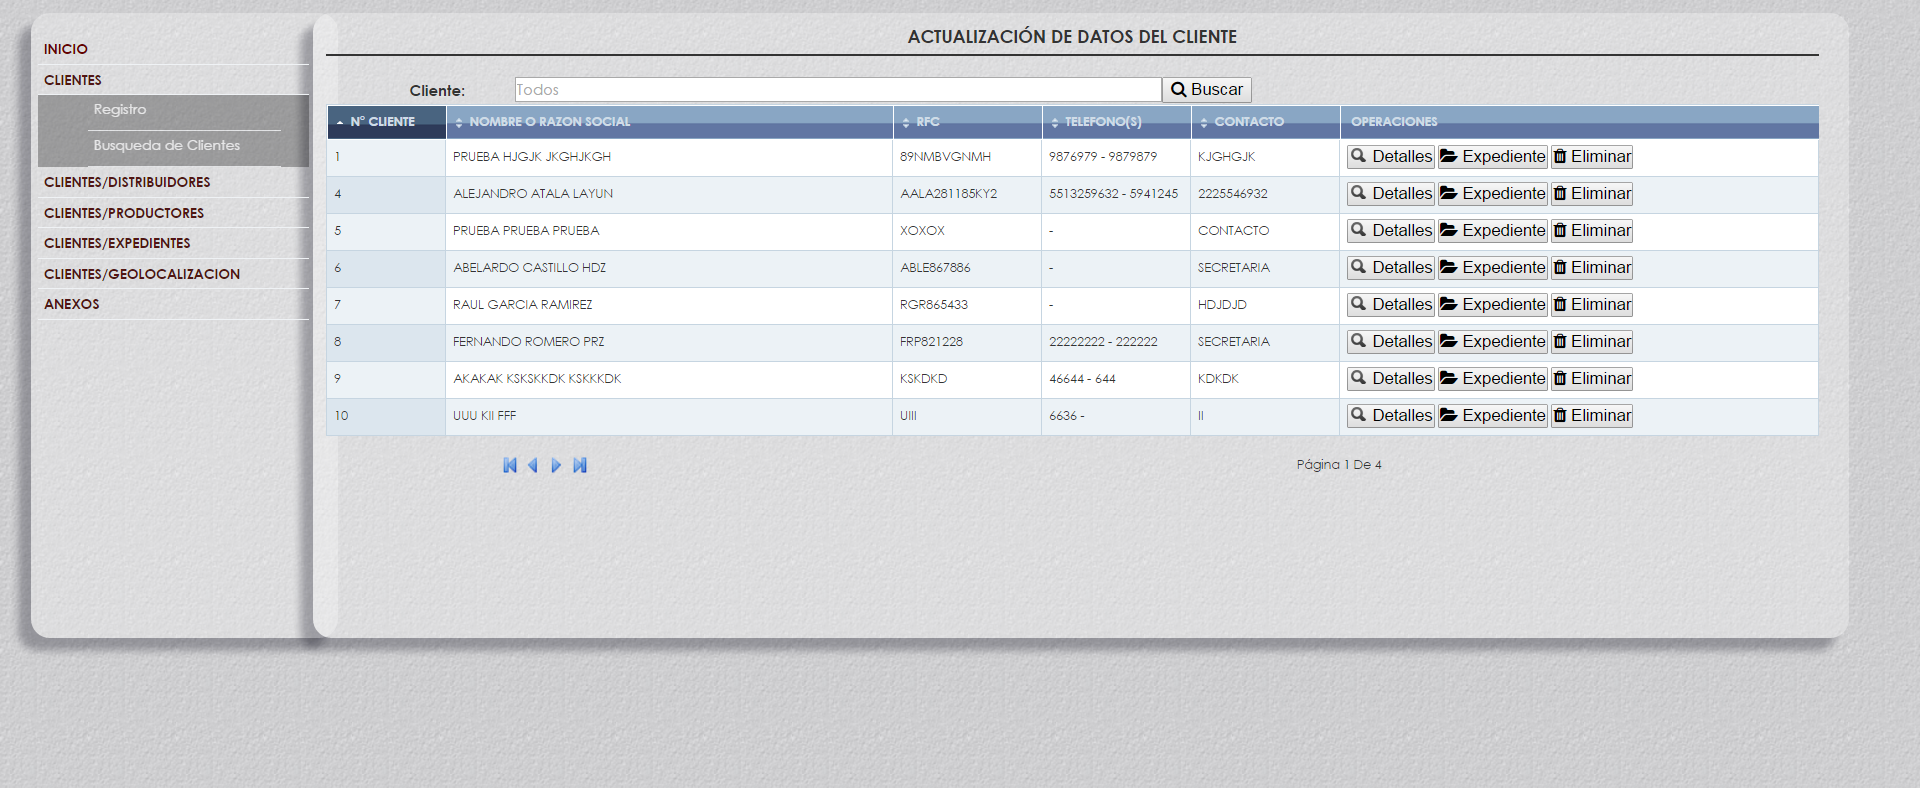 INICIO
CLIENTES
Registro
Busqueda de Clientes
CLIENTES/DISTRIBUIDORES
CLIENTES/PRODUCTORES
CLIENTES/EXPEDIENTES
CLIENTES/GEOLOCALIZACION
ANEXOS
ACTUALIZACIÓN DE DATOS DEL CLIENTE
Cliente: Todos Buscar
Nº CLIENTE NOMBRE O RAZON SOCIAL RFC TELEFONO(S) CONTACTO OPERACIONES
1 PRUEBA HJGJK JKGHJKGH 89NMBVGNMH 9876979 - 9879879 KJGHGJK Detalles Expediente Eliminar
4 ALEJANDRO ATALA LAYUN AALA281185KY2 5513259632 - 5941245 2225546932 Detalles Expediente Eliminar
5 PRUEBA PRUEBA PRUEBA XOXOX - CONTACTO Detalles Expediente Eliminar
6 ABELARDO CASTILLO HDZ ABLE867886 - SECRETARIA Detalles Expediente Eliminar
7 RAUL GARCIA RAMIREZ RGR865433 - HDJDJD Detalles Expediente Eliminar
8 FERNANDO ROMERO PRZ FRP821228 22222222 - 222222 SECRETARIA Detalles Expediente Eliminar
9 AKAKAK KSKSKKDK KSKKKDK KSKDKD 46644 - 644 KDKDK Detalles Expediente Eliminar
10 UUU KII FFF UIII 6636 - II Detalles Expediente Eliminar
Página 1 De 4